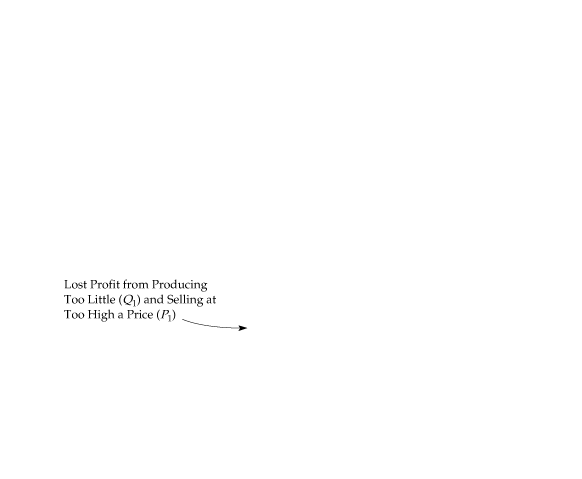 Lost Profit from Producing
Too Little (Q1) and Selling at
Too High a Price (P1)